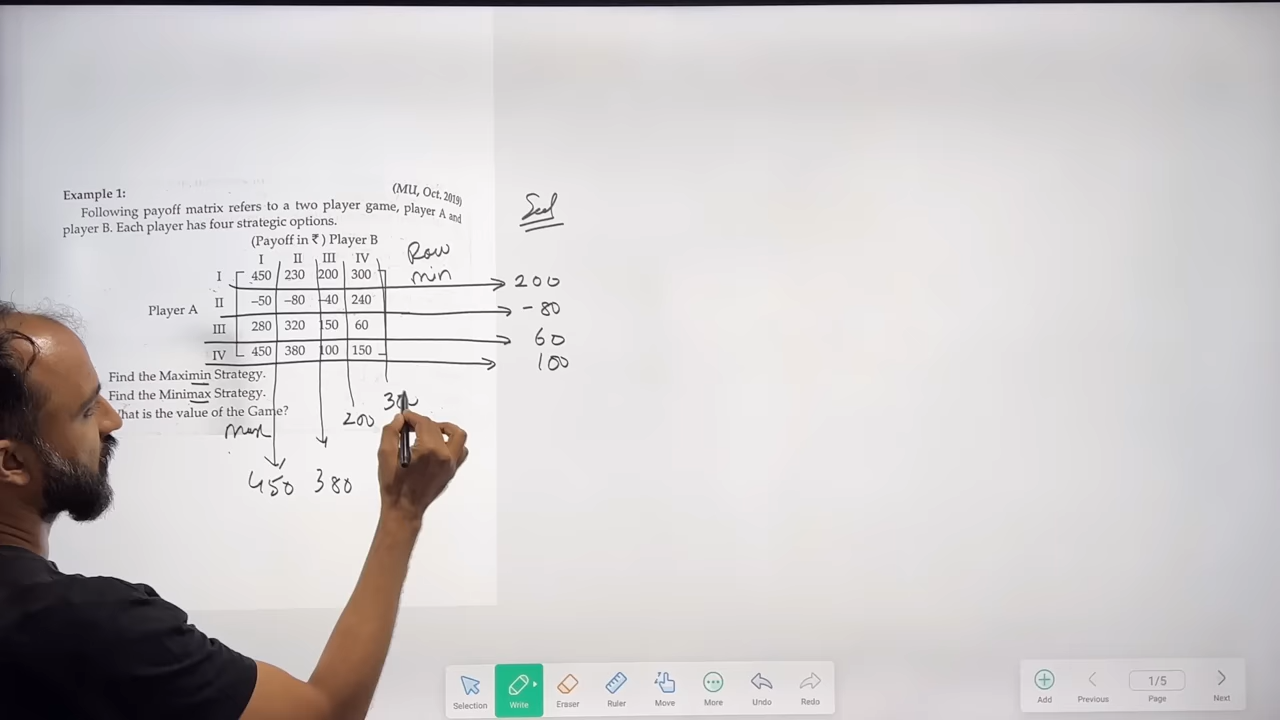 Example 1:
(MU, Oct. 2019)
Following payoff matrix refers to a two player game, player A and
player B. Each player has four strategic options.
(Payoff in ₹) Player B
I II III IV
Row
min
I 450 230 200 300
200
II –50 –80 –40 240
- 80
Player A
III 280 320 150 60
60
IV 450 380 100 150
100
Find the Maximin Strategy.
Find the Minimax Strategy.
hat is the value of the Game?
450 380 200
Selection
Write
Eraser
Ruler
Move
More
Undo
Redo
Add
Previous
1/5
Page
Next